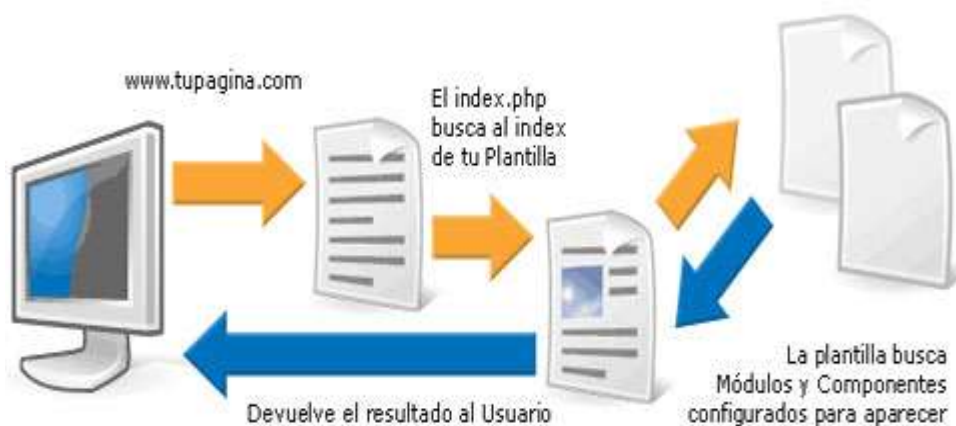 www.tupagina.com
El index.php
busca al index
de tu Plantilla
La plantilla busca
Módulos y Componentes
configurados para aparecer
Devuelve el resultado al Usuario